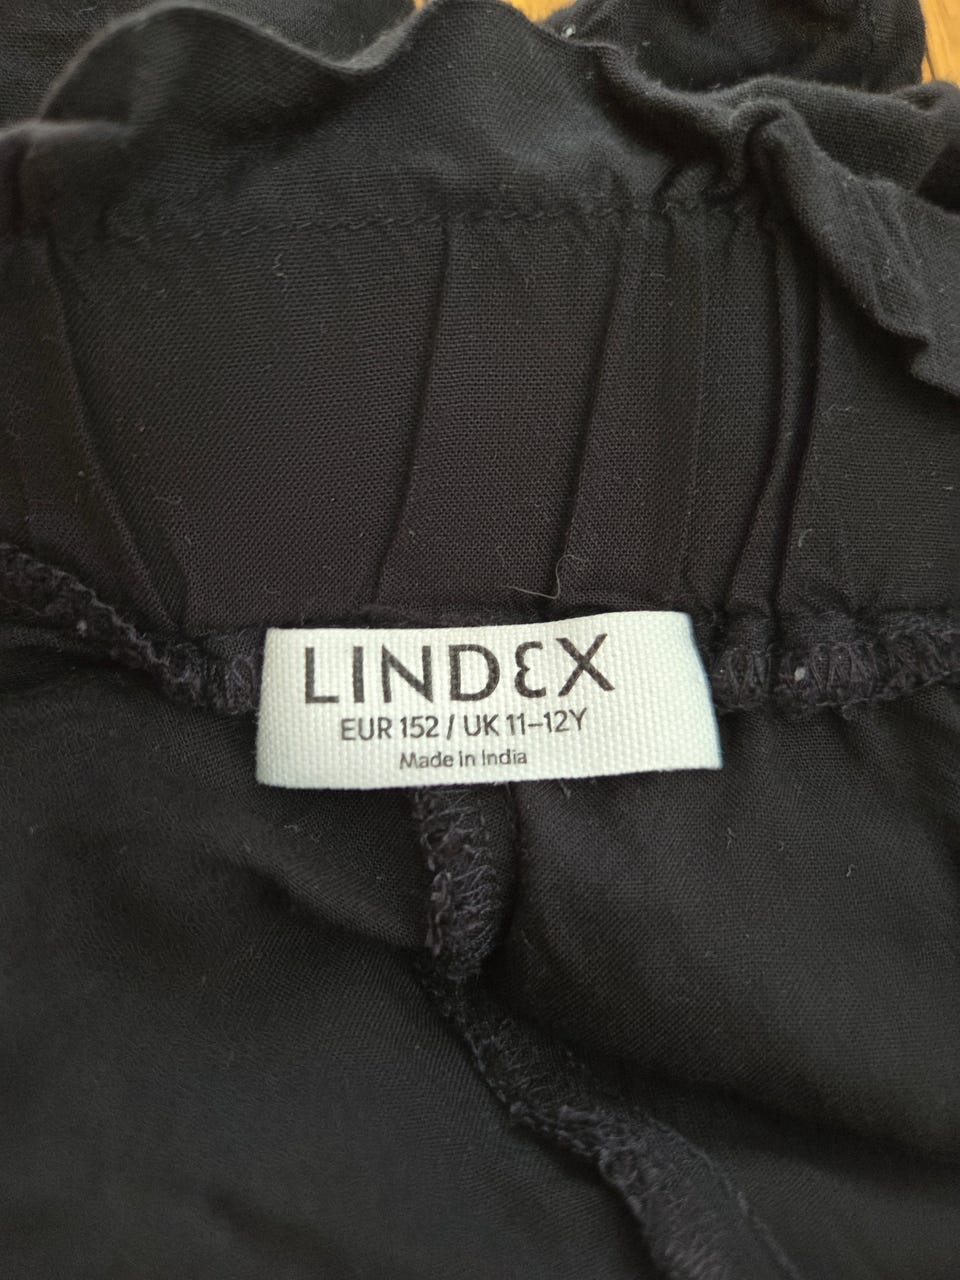 LINDEX
EUR 152 / UK 11–12Y
Made in India